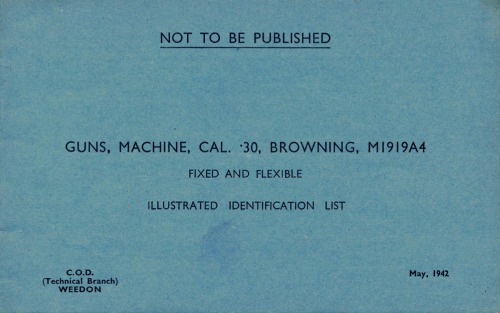 NOT TO BE PUBLISHED
GUNS, MACHINE, CAL. ·30, BROWNING, M1919A4
FIXED AND FLEXIBLE
ILLUSTRATED IDENTIFICATION LIST
C.O.D.
(Technical Branch)
WEEDON
May, 1942